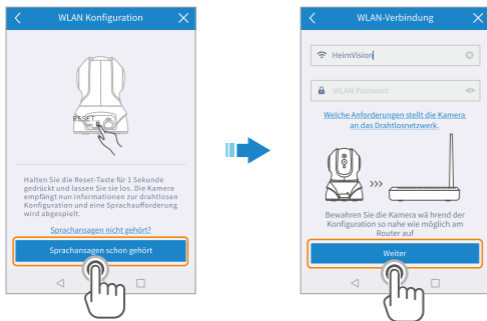 WLAN Konfiguration
RESET
Halten Sie die Reset-Taste für 1 Sekunde
gedrückt und lassen Sie sie los. Die Kamera
empfängt nun Informationen zur drahtlosen
Konfiguration und eine Sprachaufforderung
wird abgespielt.
Sprachansagen nicht gehört?
Sprachansagen schon gehört
WLAN-Verbindung
HeimVision
WLAN Passwort
Welche Anforderungen stellt die Kamera
an das Drahtlosnetzwerk.
Bewahren Sie die Kamera wä hrend der
Konfiguration so nahe wie möglich am
Router auf
Weiter